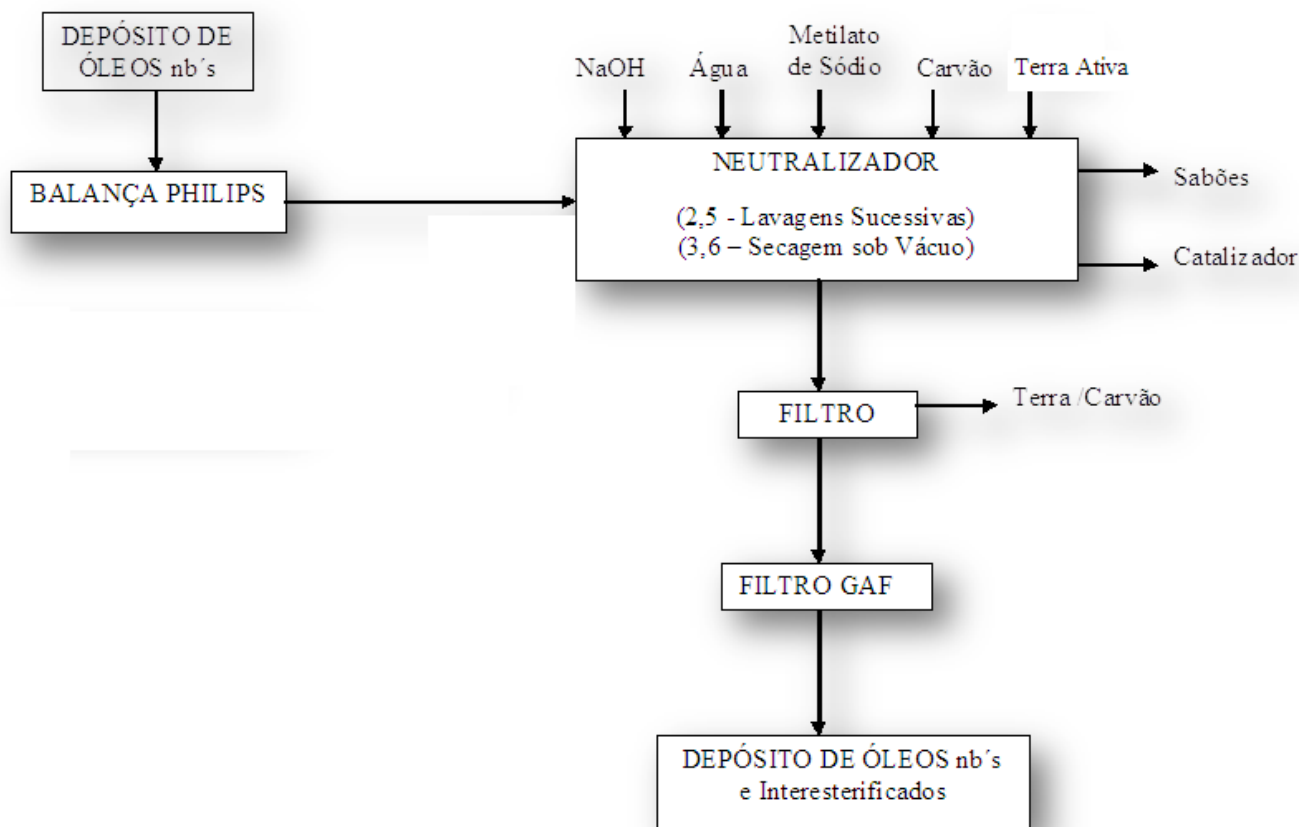 DEPÓSITO DE
ÓLEOS nb´s
BALANÇA PHILIPS
NaOH
Água
Metilato
de Sódio
Carvão
Terra Ativa
NEUTRALIZADOR
(2,5 - Lavagens Sucessivas)
(3,6 – Secagem sob Vácuo)
Sabões
Catalizador
FILTRO
Terra /Carvão
FILTRO GAF
DEPÓSITO DE ÓLEOS nb´s
e Interesterificados